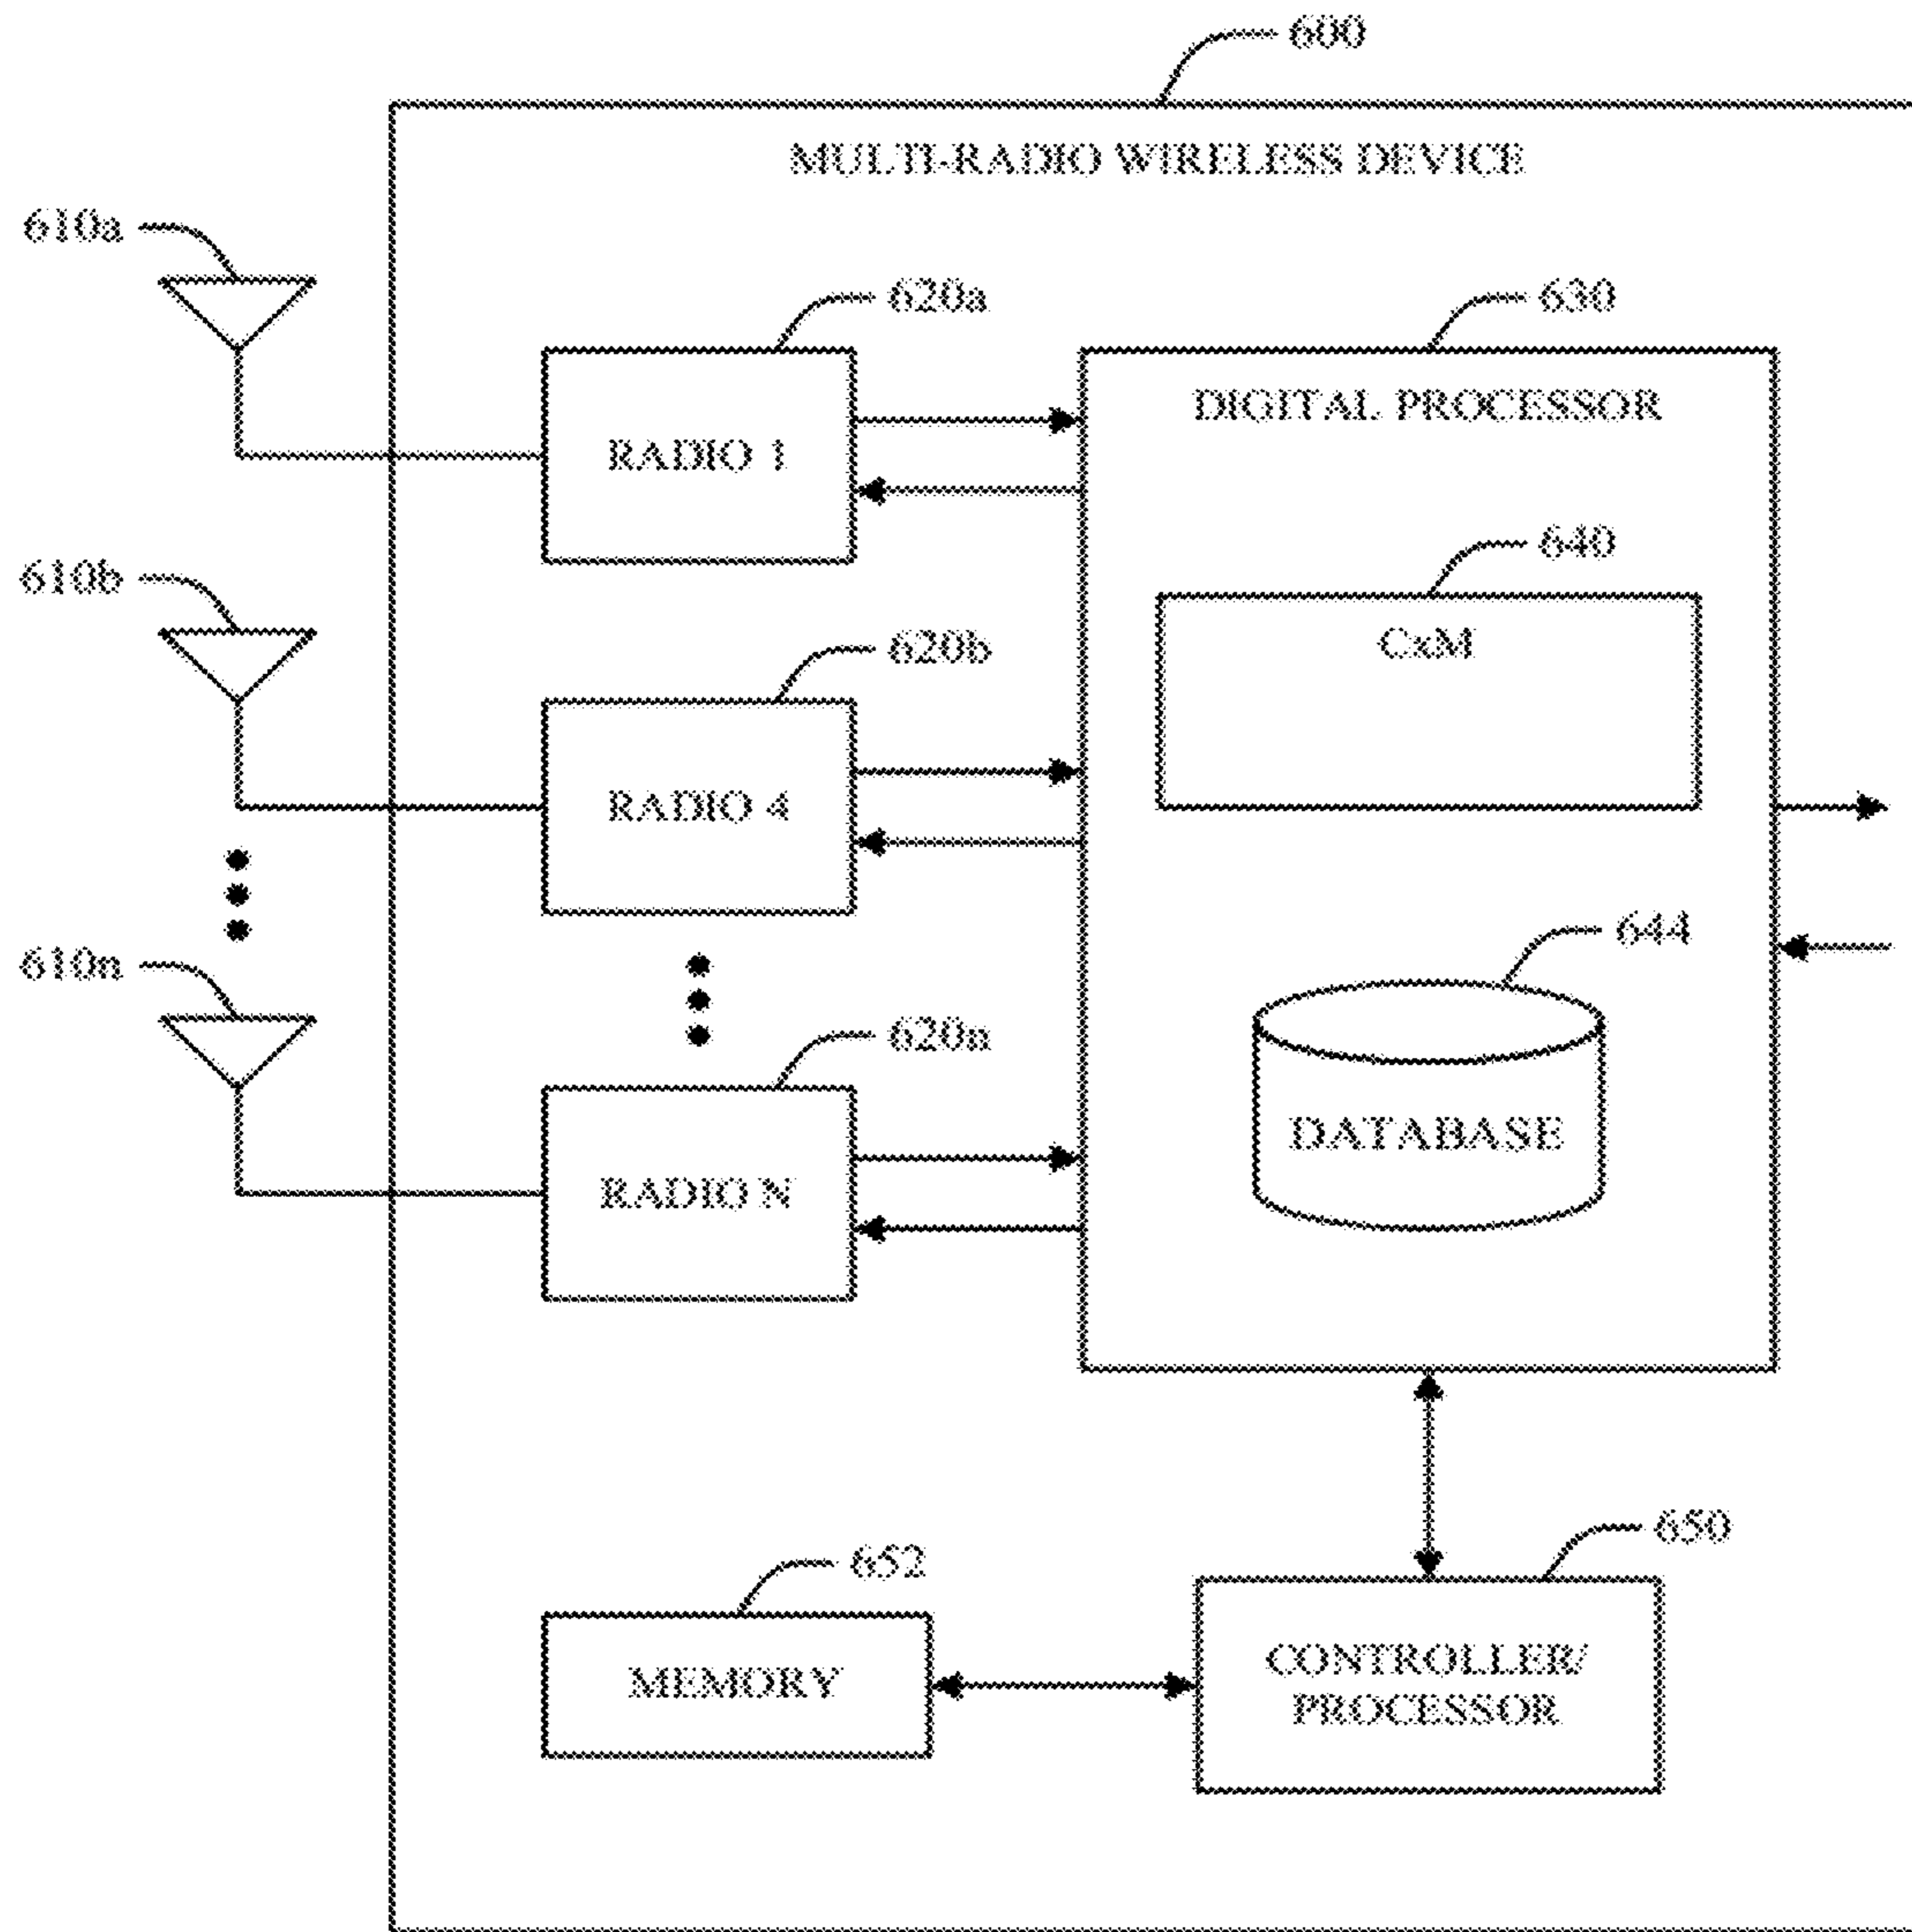 600
MULTI-RADIO WIRELESS DEVICE
610a
620a
630
DIGITAL PROCESSOR
RADIO 1
640
610b
CxM
620b
RADIO 4
644
610n
620n
DATABASE
RADIO N
650
652
CONTROLLER/
MEMORY
PROCESSOR